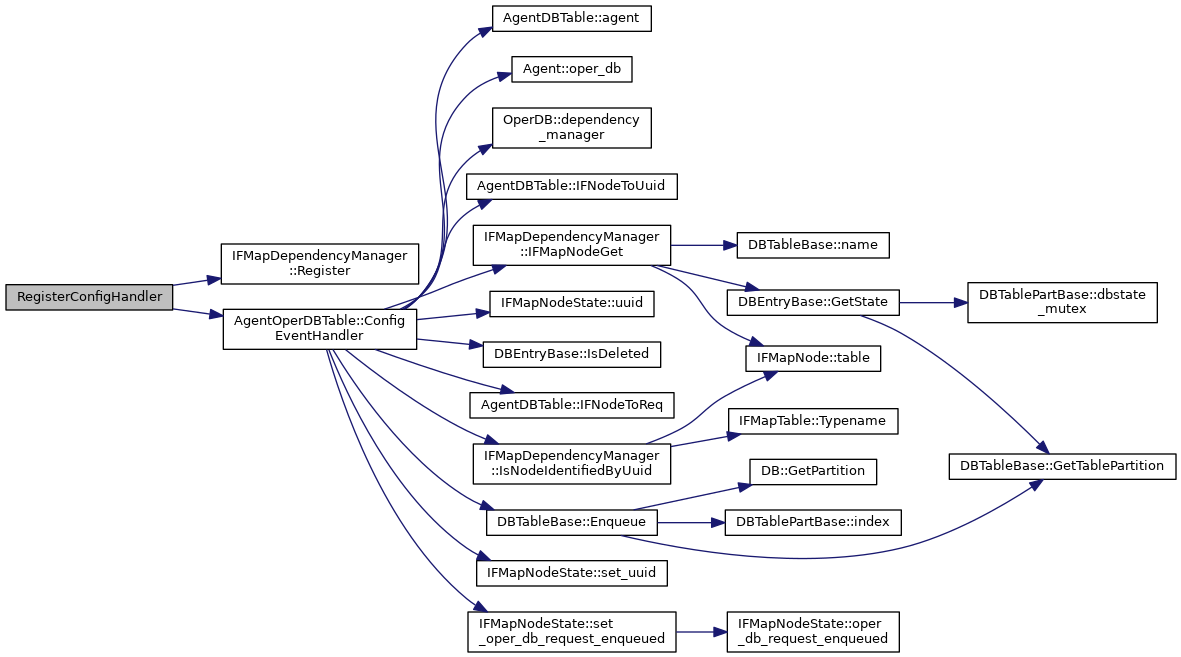 RegisterConfigHandler
IFMapDependencyManager
::Register
AgentOperDBTable::Config
EventHandler
AgentDBTable::agent
Agent::oper_db
OperDB::dependency
_manager
AgentDBTable::IFNodeToUuid
IFMapDependencyManager
::IFMapNodeGet
IFMapNodeState::uuid
DBEntryBase::IsDeleted
AgentDBTable::IFNodeToReq
IFMapDependencyManager
::IsNodeIdentifiedByUuid
DBTableBase::Enqueue
IFMapNodeState::set_uuid
IFMapNodeState::set
_oper_db_request_enqueued
DBTableBase::name
DBEntryBase::GetState
IFMapNode::table
IFMapTable::Typename
DB::GetPartition
DBTablePartBase::index
IFMapNodeState::oper
_db_request_enqueued
DBTablePartBase::dbstate
_mutex
DBTableBase::GetTablePartition